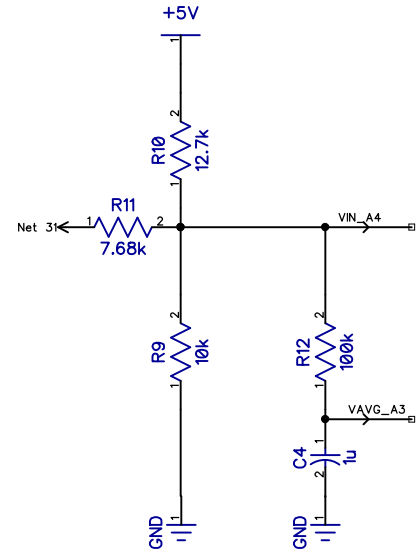 +5V
1
2
R10
12.7k
1
R11
Net 31
1
2
7.68k
VIN_A4
2
R9
10k
1
2
R12
100k
1
VAVG_A3
1
C4
1u
2
1
GND
1
GND